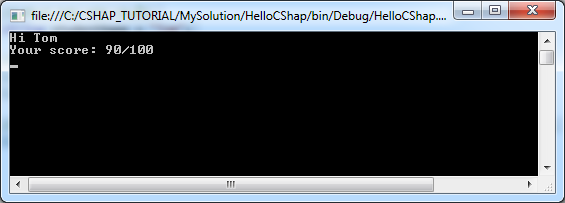 file:///C:/CSHAP_TUTORIAL/MySolution/HelloCShap/bin/Debug/HelloCShap....
Hi Tom
Your score: 90/100